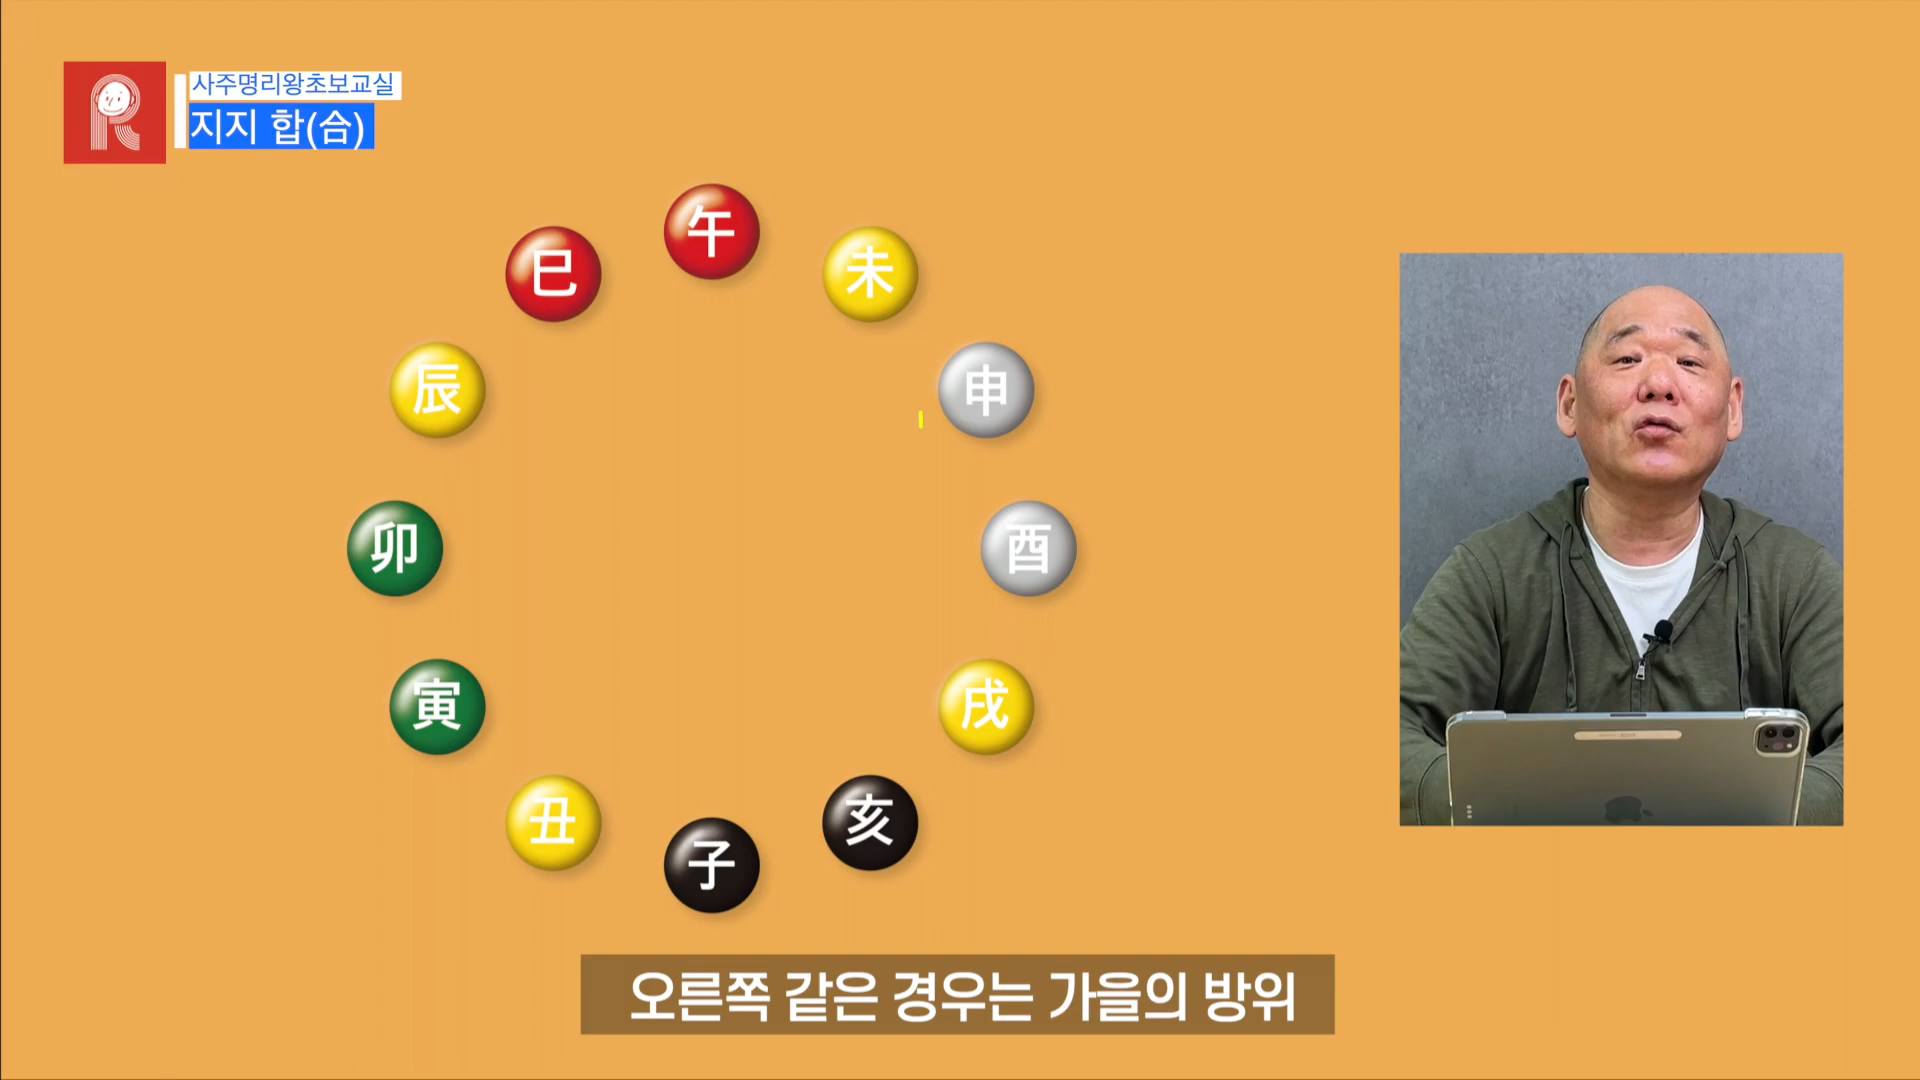 사주명리왕초보교실
지지 합(合)
午
巳
未
辰
申
卯
酉
寅
戌
丑
亥
子
오른쪽 같은 경우는 가을의 방위